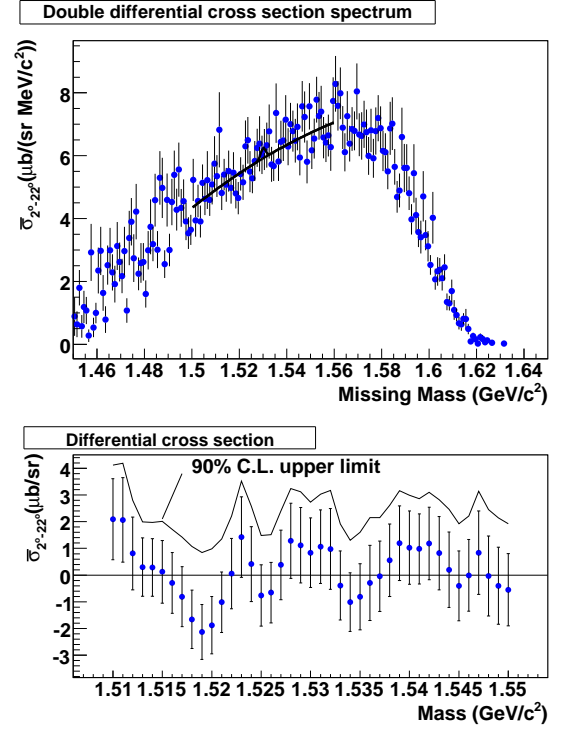 Double differential cross section spectrum
σ̅2°-22°(μb/(sr MeV/c²))
8
6
4
2
0
1.46 1.48 1.5 1.52 1.54 1.56 1.58 1.6 1.62 1.64
Missing Mass (GeV/c²)
Differential cross section
90% C.L. upper limit
σ̅2°-22°(μb/sr)
4
3
2
1
0
-1
-2
-3
1.51 1.515 1.52 1.525 1.53 1.535 1.54 1.545 1.55
Mass (GeV/c²)